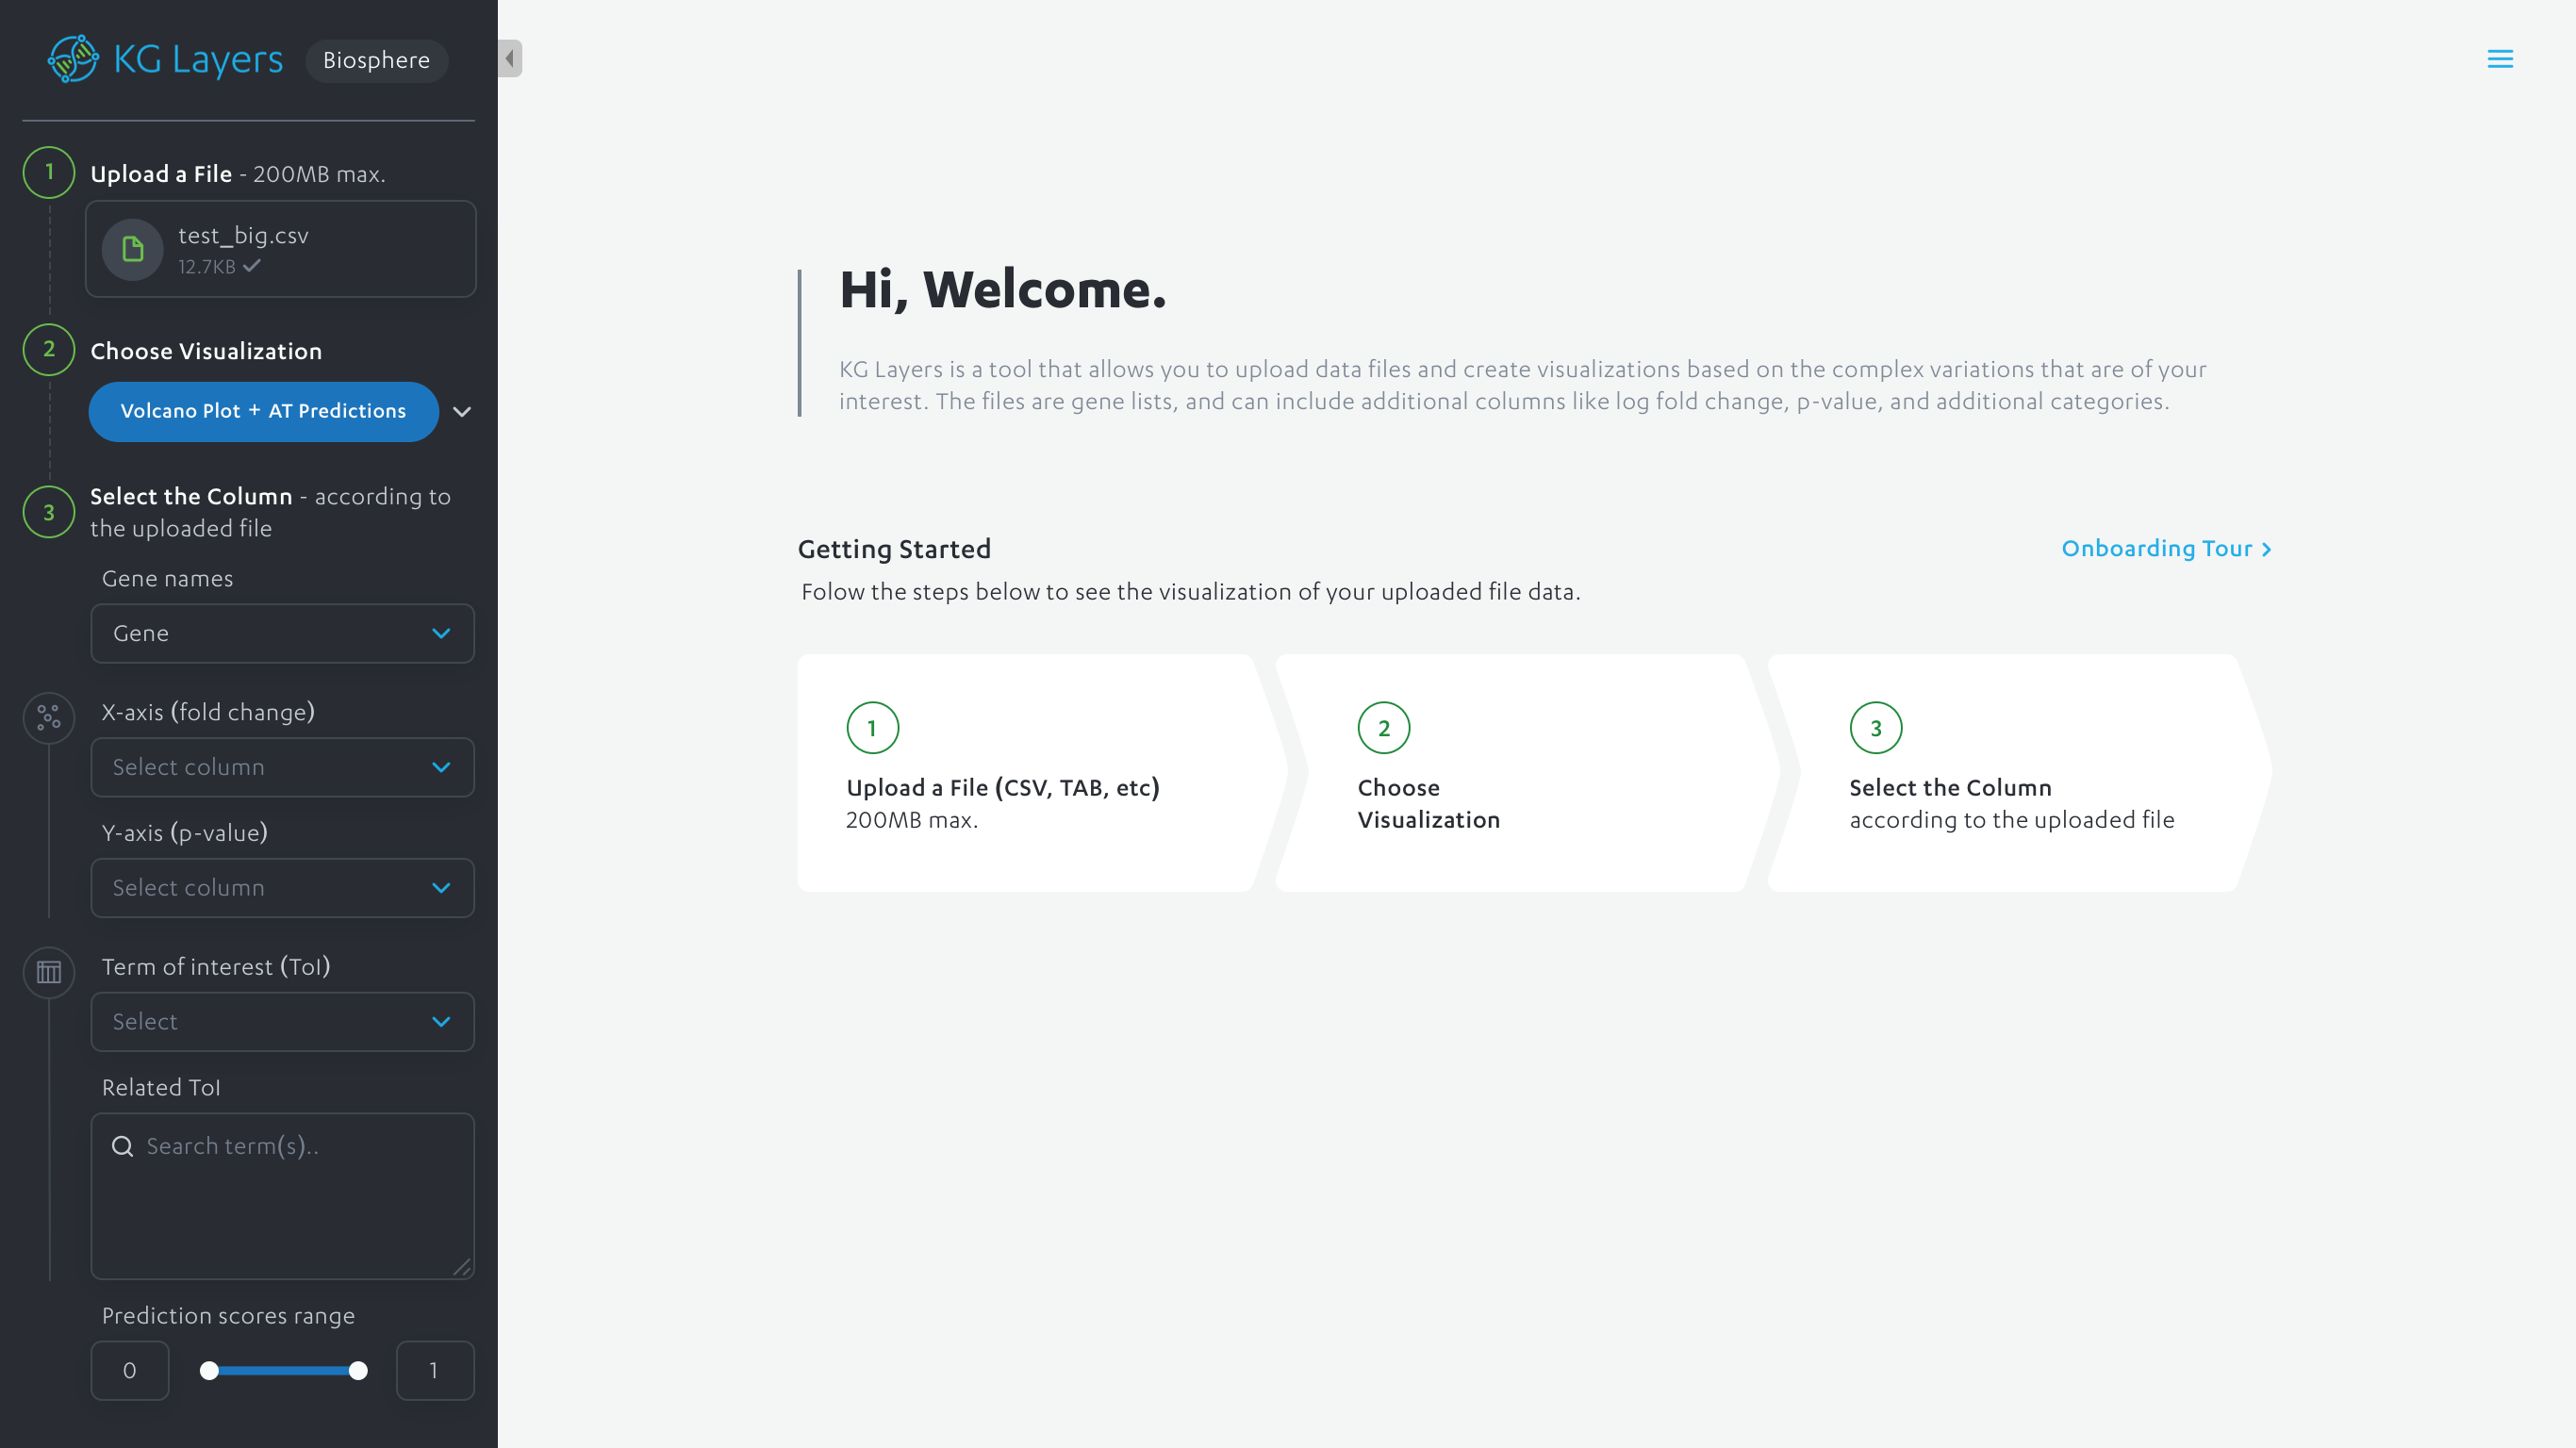 KG Layers Biosphere
1 Upload a File - 200MB max.
test_big.csv
12.7KB
2 Choose Visualization
Volcano Plot + AT Predictions
3 Select the Column - according to
the uploaded file
Gene names
Gene
X-axis (fold change)
Select column
Y-axis (p-value)
Select column
Term of interest (ToI)
Select
Related ToI
Search term(s)..
Prediction scores range
0 1
Hi, Welcome.
KG Layers is a tool that allows you to upload data files and create visualizations based on the complex variations that are of your
interest. The files are gene lists, and can include additional columns like log fold change, p-value, and additional categories.
Getting Started
Onboarding Tour
Folow the steps below to see the visualization of your uploaded file data.
1
Upload a File (CSV, TAB, etc)
200MB max.
2
Choose
Visualization
3
Select the Column
according to the uploaded file